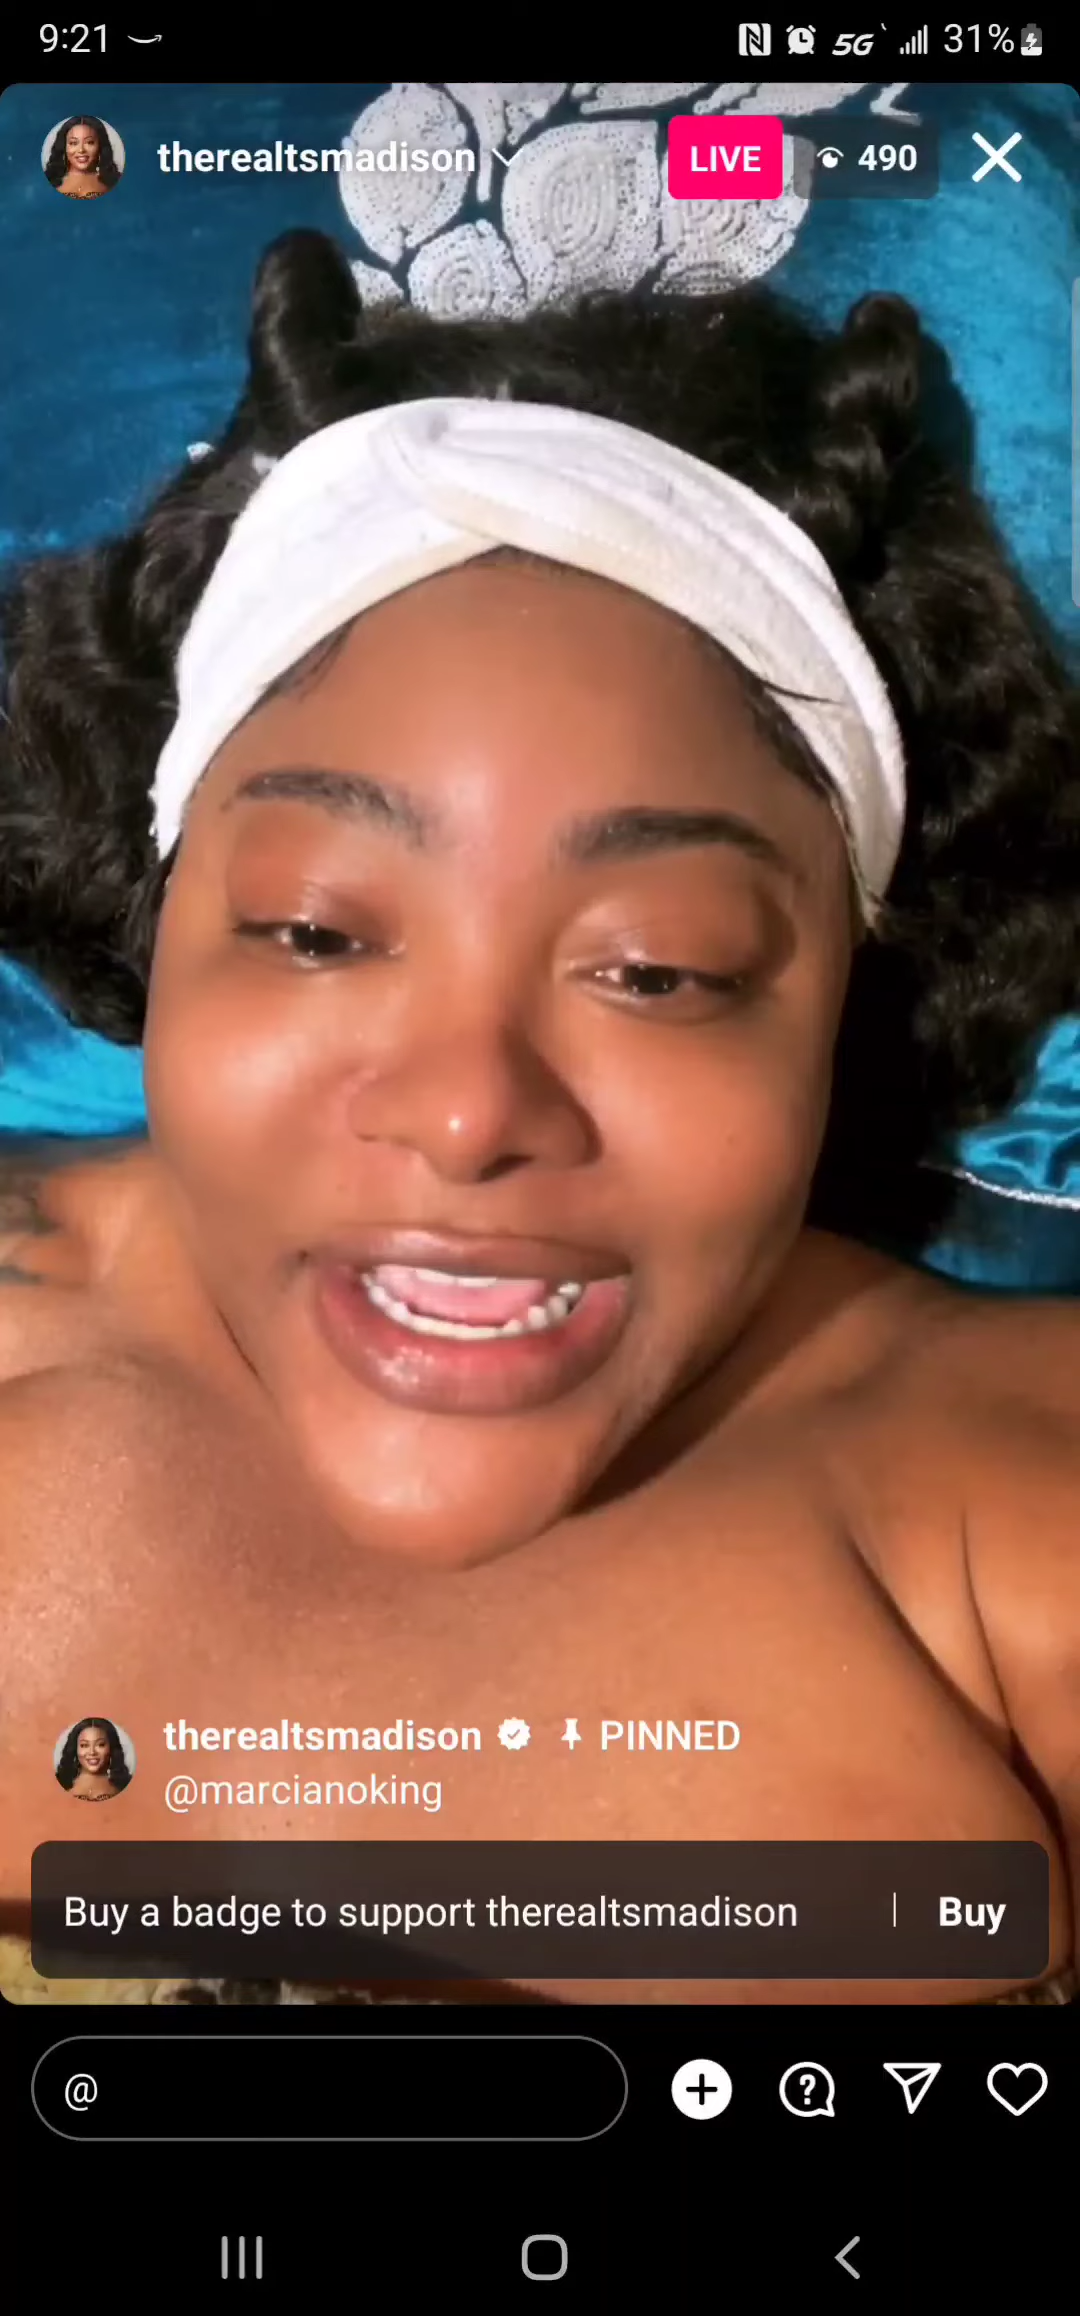 9:21
5G 31%
therealtsmadison LIVE 490
therealtsmadison PINNED
@marcianoking
Buy a badge to support therealtsmadison | Buy
@